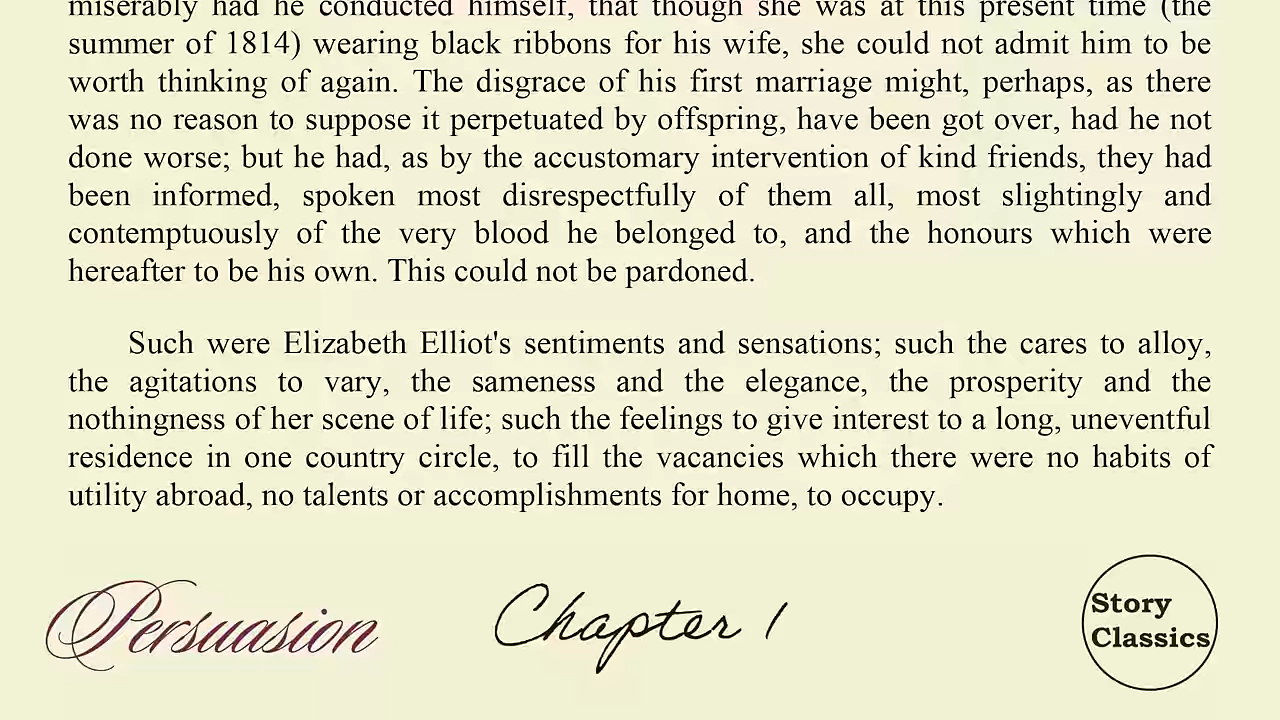 miserably had he conducted himself, that though she was at this present time (the
summer of 1814) wearing black ribbons for his wife, she could not admit him to be
worth thinking of again. The disgrace of his first marriage might, perhaps, as there
was no reason to suppose it perpetuated by offspring, have been got over, had he not
done worse; but he had, as by the accustomary intervention of kind friends, they had
been informed, spoken most disrespectfully of them all, most slightingly and
contemptuously of the very blood he belonged to, and the honours which were
hereafter to be his own. This could not be pardoned.
Such were Elizabeth Elliot's sentiments and sensations; such the cares to alloy,
the agitations to vary, the sameness and the elegance, the prosperity and the
nothingness of her scene of life; such the feelings to give interest to a long, uneventful
residence in one country circle, to fill the vacancies which there were no habits of
utility abroad, no talents or accomplishments for home, to occupy.
Persuasion
Chapter 1
Story
Classics